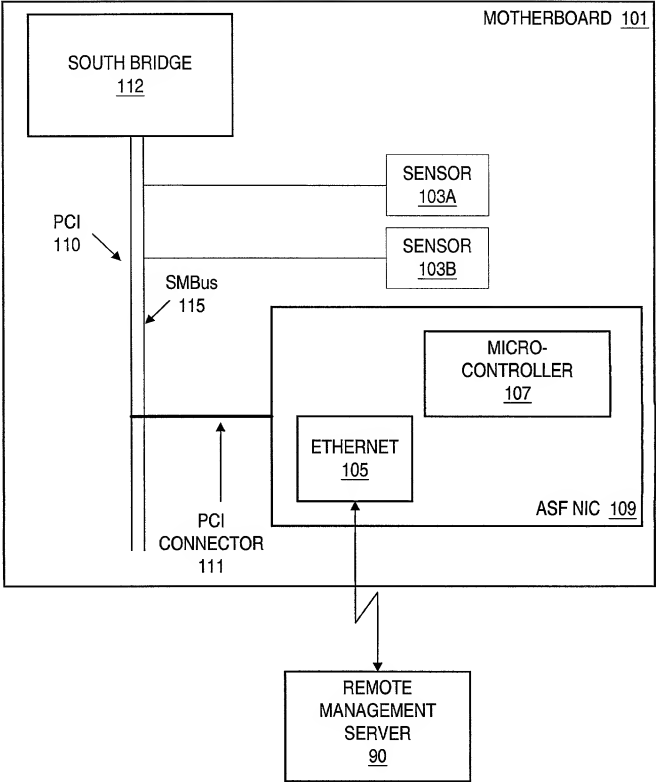 MOTHERBOARD 101
SOUTH BRIDGE
112
SENSOR
103A
PCI
110
SENSOR
103B
SMBus
115
MICRO-
CONTROLLER
107
ETHERNET
105
ASF NIC 109
PCI
CONNECTOR
111
REMOTE
MANAGEMENT
SERVER
90